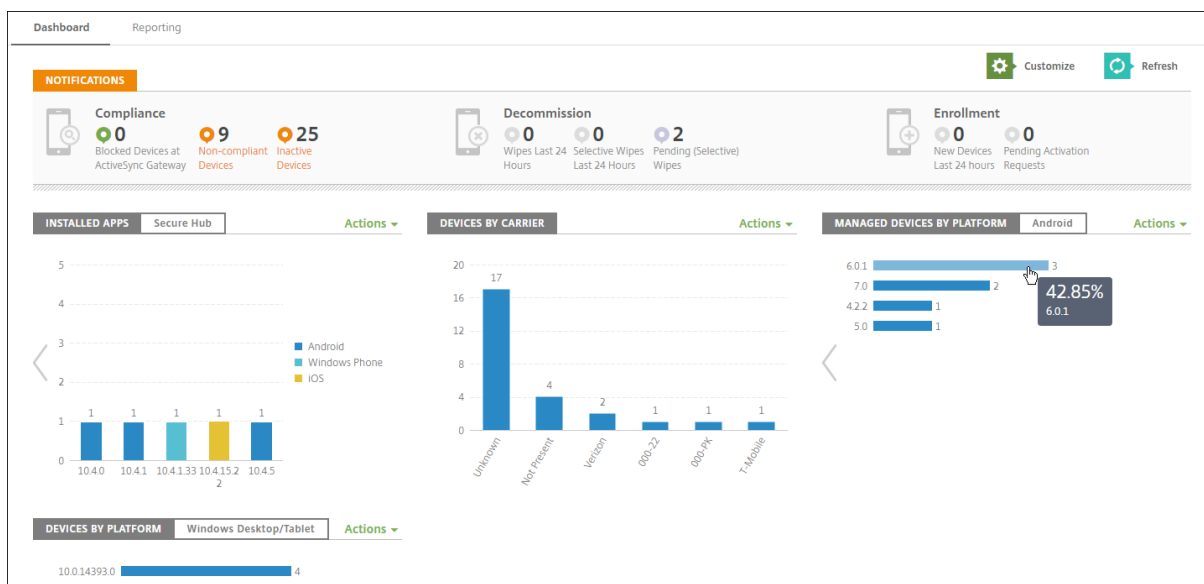 Dashboard Reporting
Customize Refresh
NOTIFICATIONS
Compliance
0 9 25
Blocked Devices at Non-compliant Inactive
ActiveSync Gateway Devices Devices
Decommission
0 0 2
Wipes Last 24 Selective Wipes Pending (Selective)
Hours Last 24 Hours Wipes
Enrollment
0 0
New Devices Pending Activation
Last 24 hours Requests
INSTALLED APPS Secure Hub Actions
5
4
3
2
1
0
1 1 1 1 1
10.4.0 10.4.1 10.4.1.33 10.4.15.2
2
10.4.5
Android
Windows Phone
iOS
DEVICES BY CARRIER Actions
20
16
12
8
4
0
17
4
2
1
1
1
Unknown
Not Present
Verizon
000-22
000-PK
T-Mobile
MANAGED DEVICES BY PLATFORM Android Actions
6.0.1 3
7.0 2
4.2.2 1
5.0 1
42.85%
6.0.1
DEVICES BY PLATFORM Windows Desktop/Tablet Actions
10.0.14393.0 4